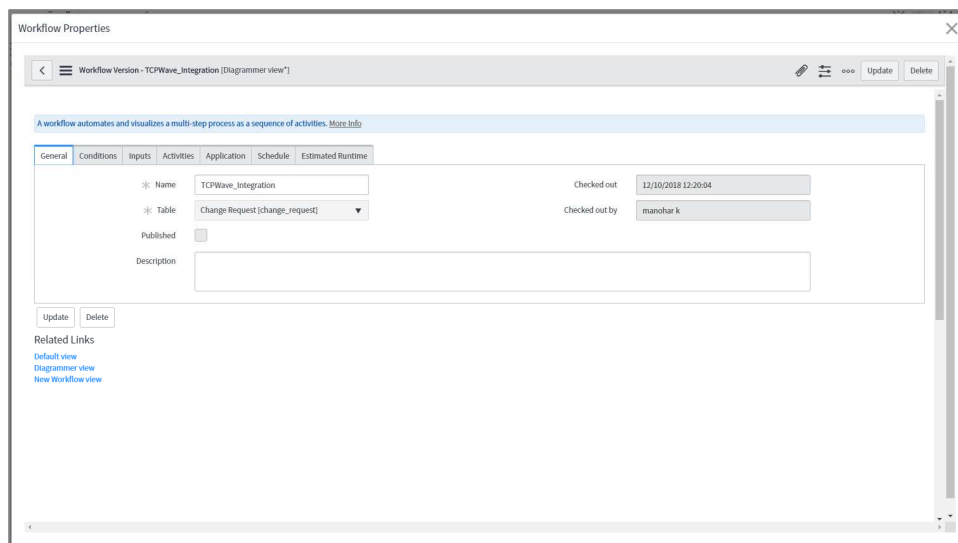 Workflow Properties
Workflow Version - TCPWave_Integration [Diagrammer view*]
Update Delete
A workflow automates and visualizes a multi-step process as a sequence of activities. More Info
General Conditions Inputs Activities Application Schedule Estimated Runtime
Name TCPWave_Integration Checked out 12/10/2018 12:20:04
Table Change Request [change_request] Checked out by manohar k
Published
Description
Update Delete
Related Links
Default view
Diagrammer view
New Workflow view